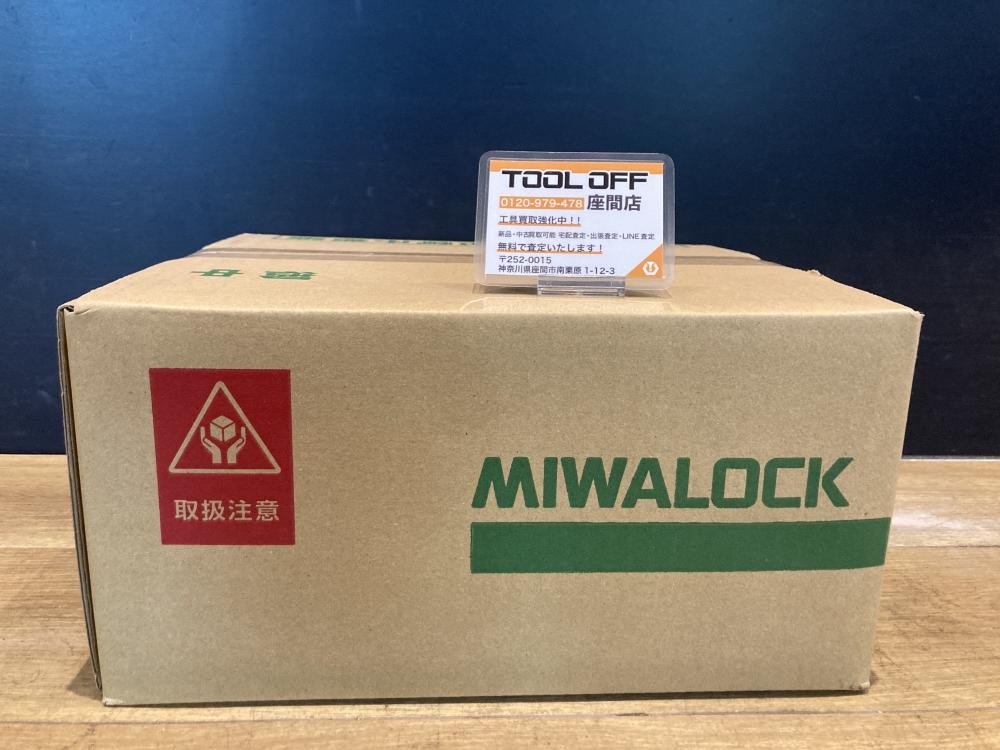 TOOL OFF
0120-979-478 座間店
工具買取強化中!!
新品・中古買取可能 宅配査定・出張査定・LINE査定
無料で査定いたします!
〒252-0015
神奈川県座間市南栗原 1-12-3
取扱注意
MIWALOCK